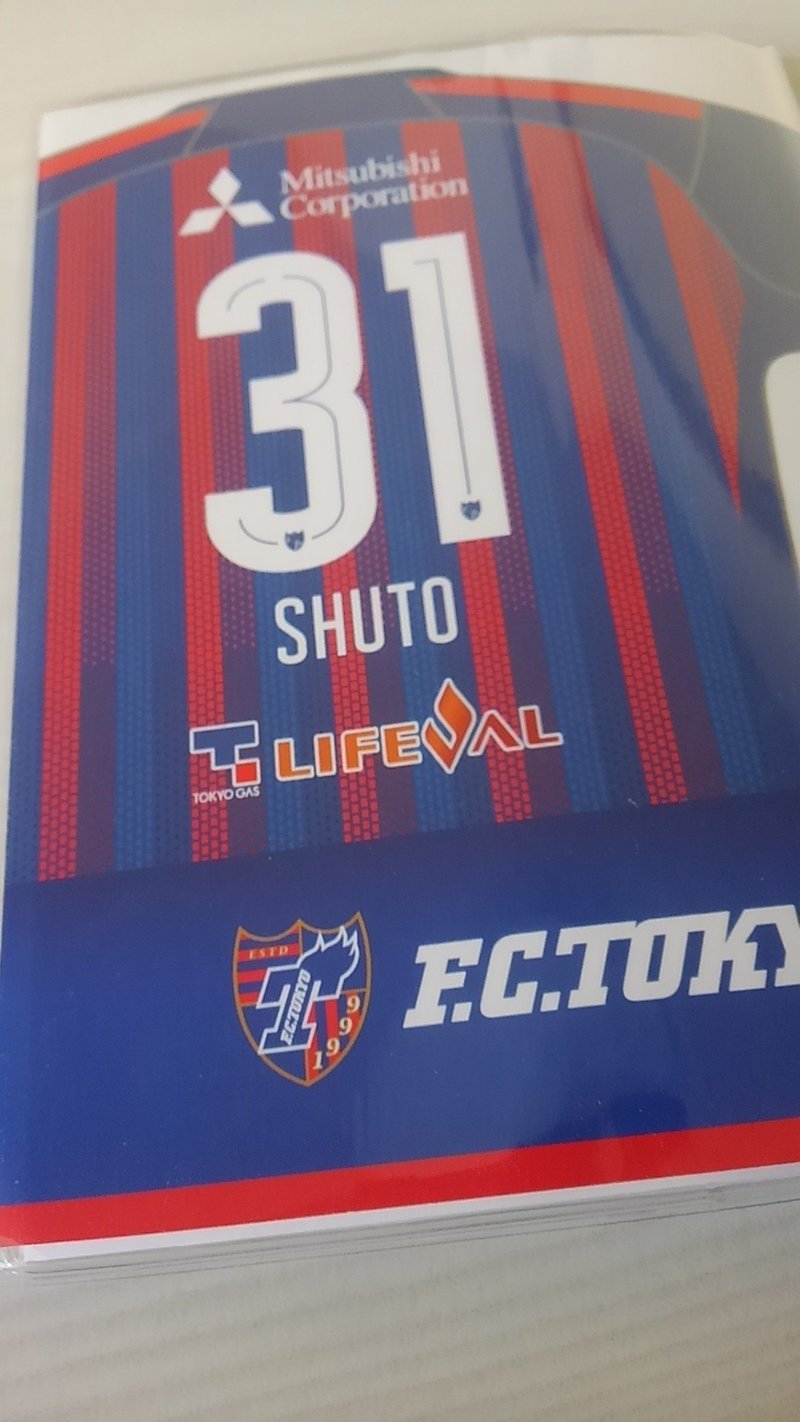 Mitsubishi
Corporation
31
SHUTO
TOKYO GAS
LIFEVAL
ESTD
F.C.TOKYO
1999
F.C.TOKY